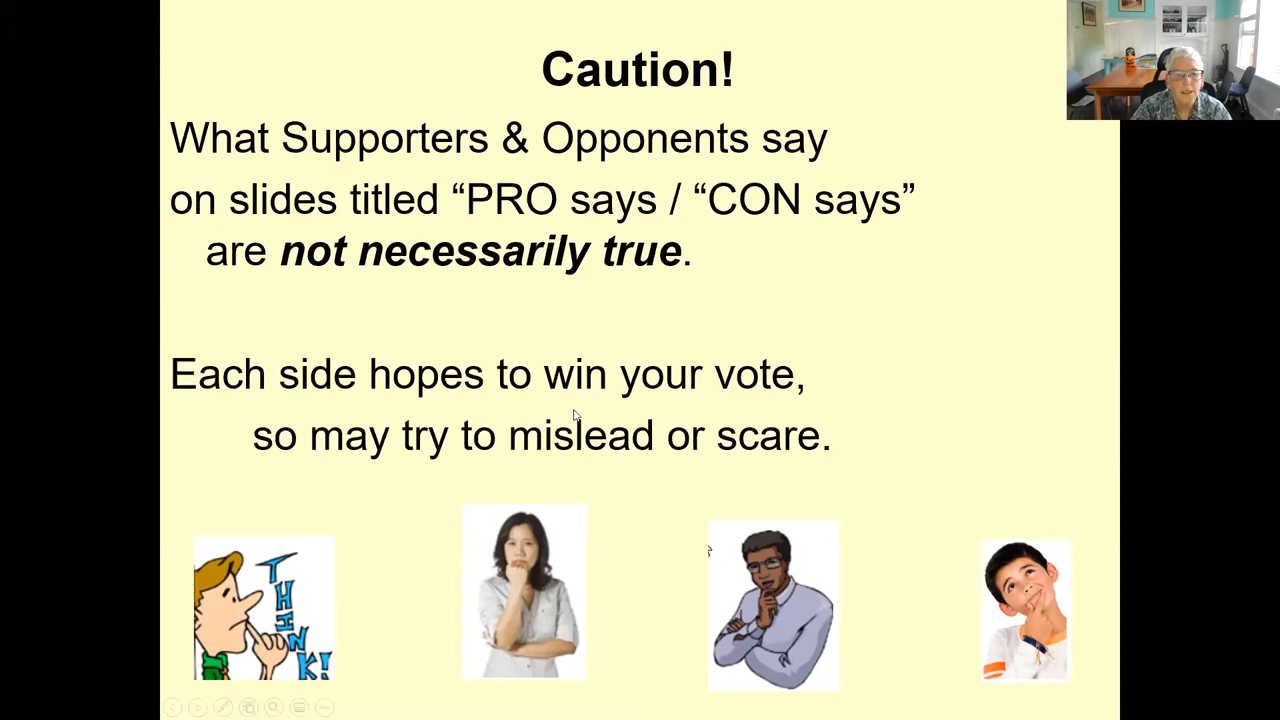 Caution!
What Supporters & Opponents say
on slides titled “PRO says / “CON says”
are not necessarily true.
Each side hopes to win your vote,
so may try to mislead or scare.
THINK!